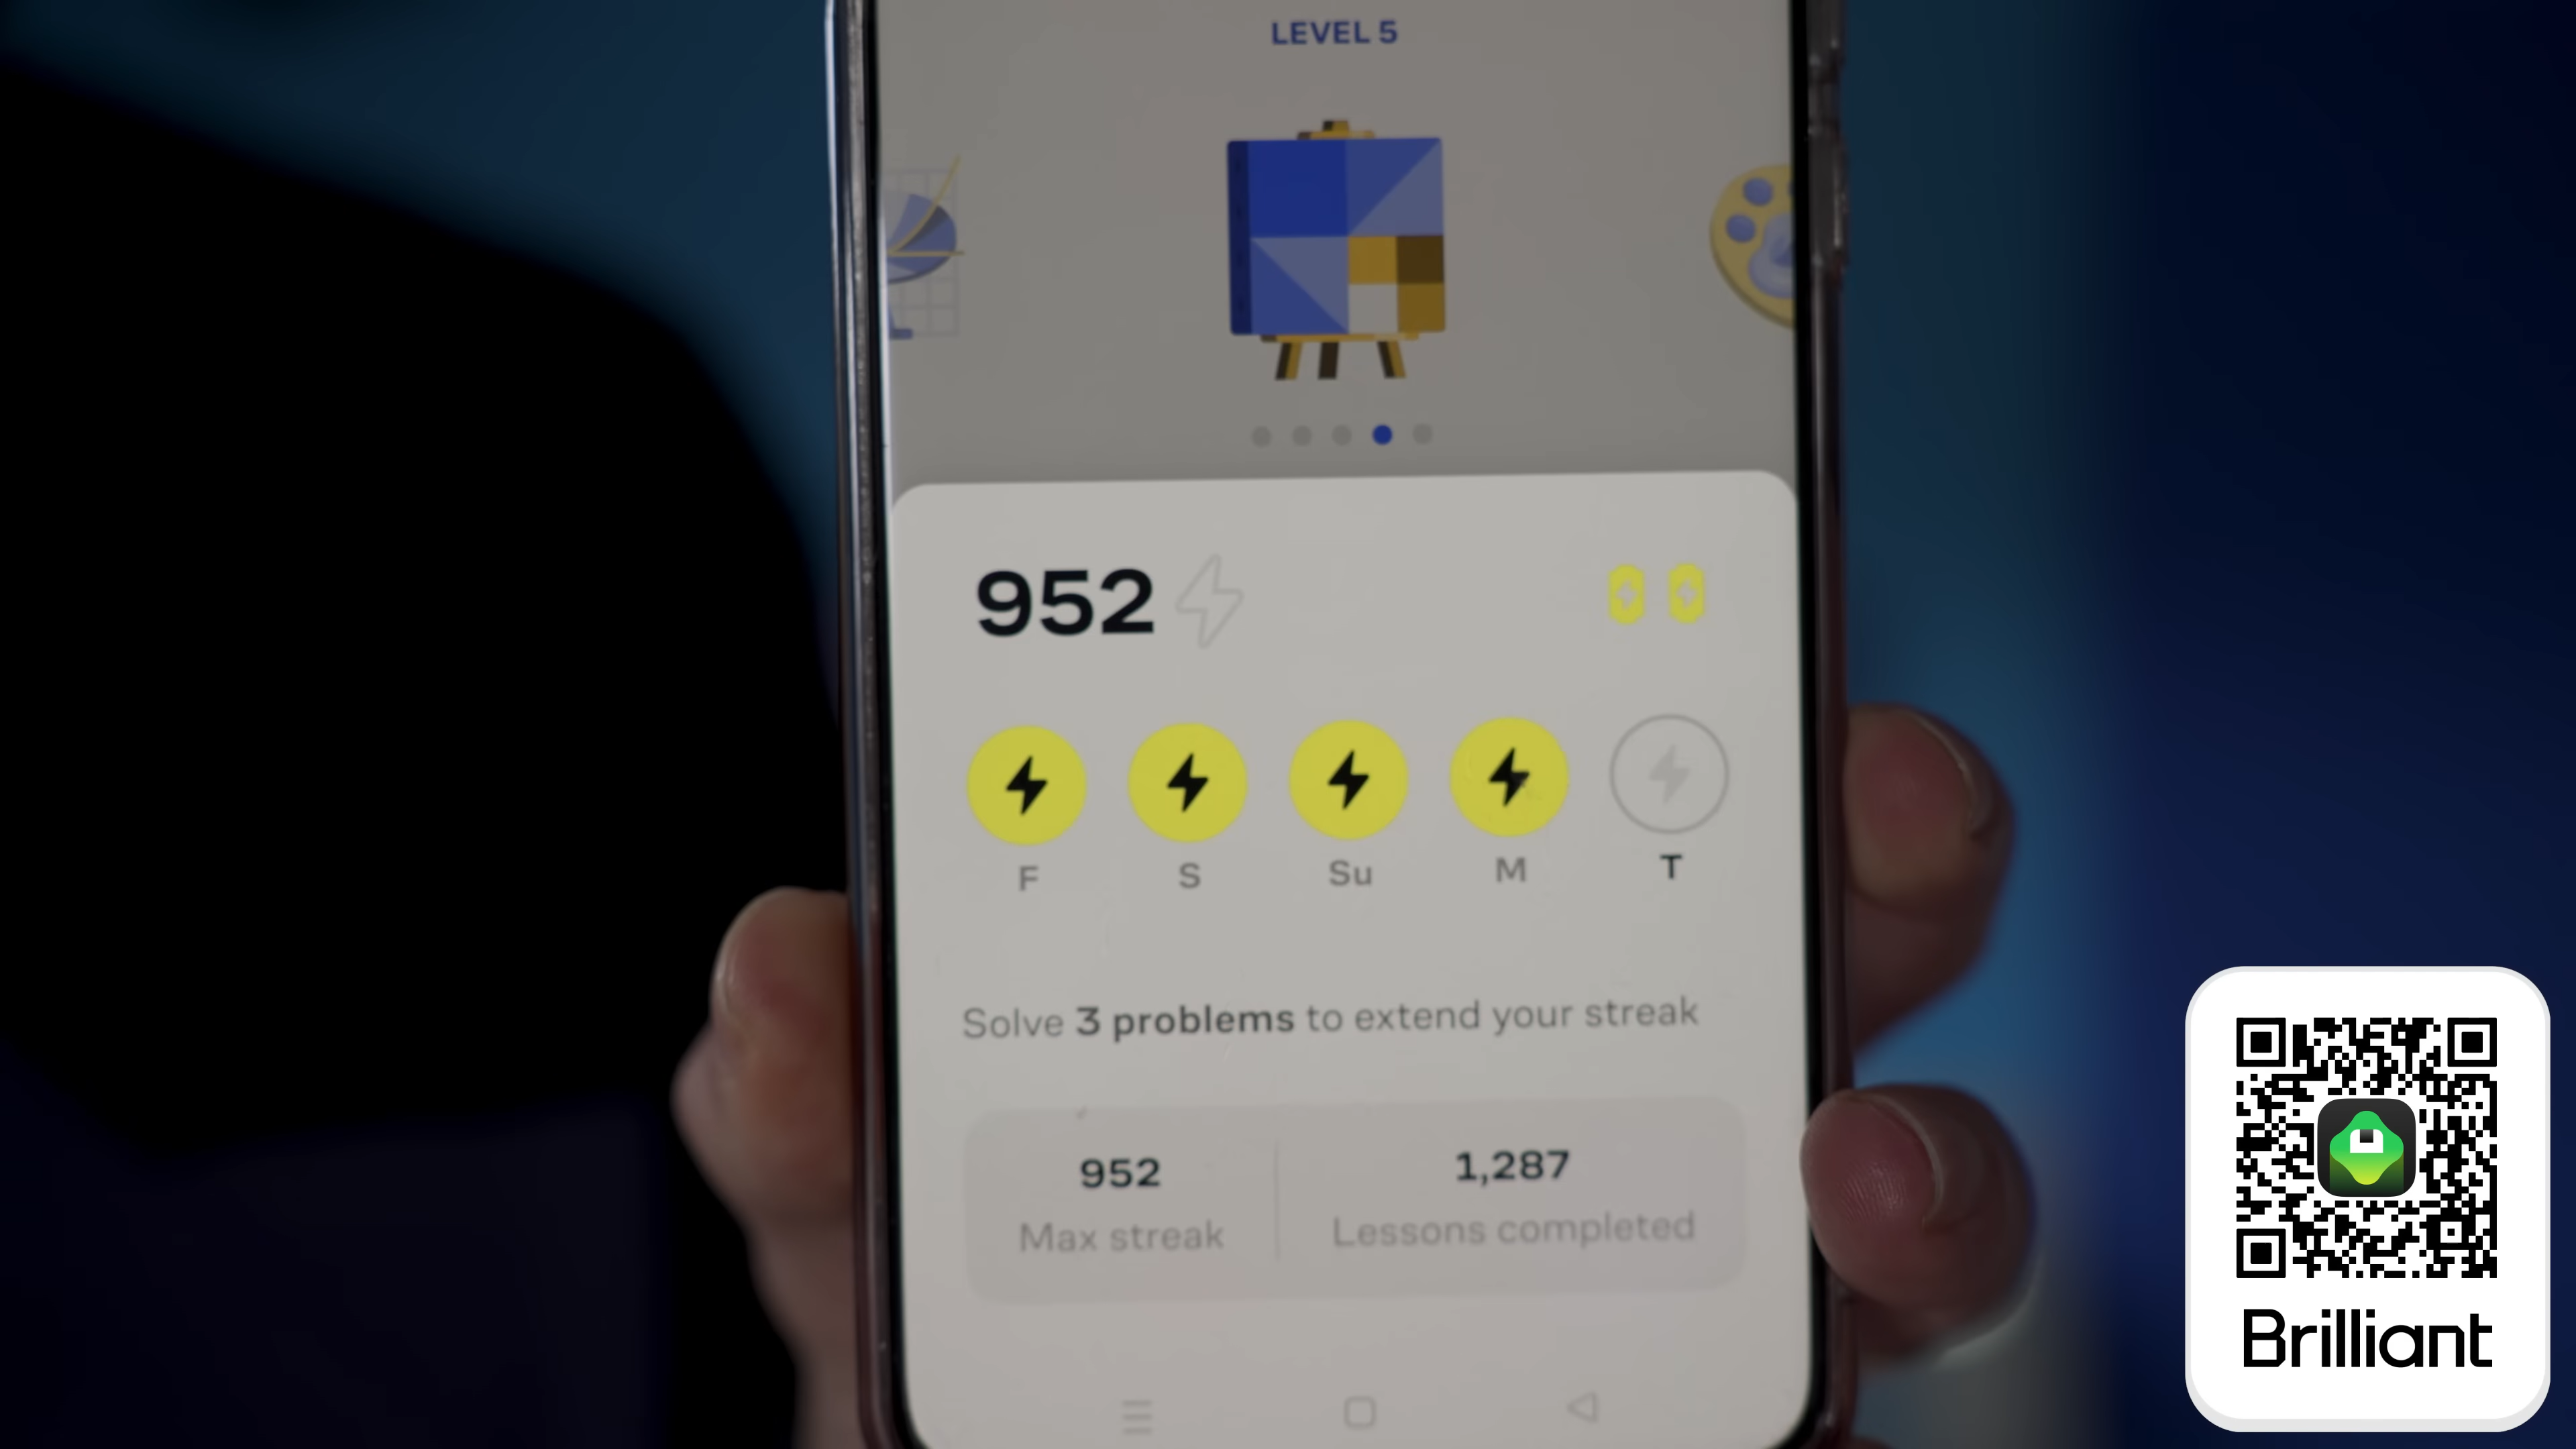 LEVEL 5
952
F S Su M T
Solve 3 problems to extend your streak
952 1,287
Max streak Lessons completed
Brilliant